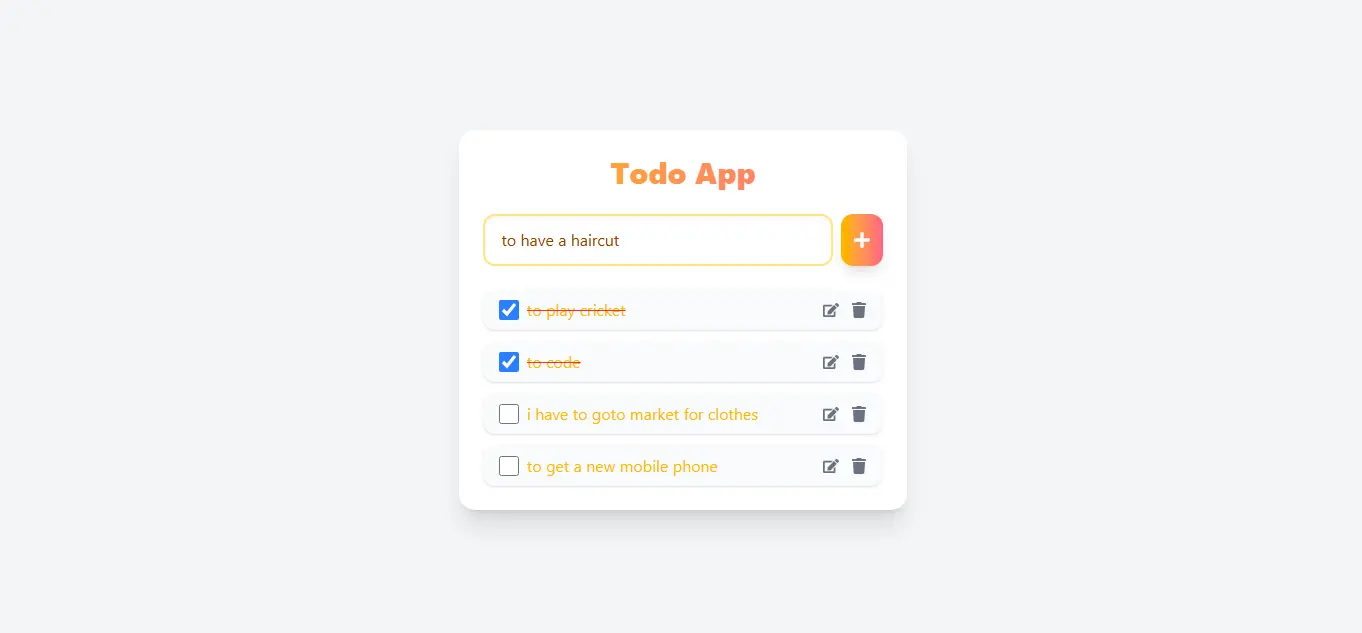 Todo App
to have a haircut
to play cricket
to code
i have to goto market for clothes
to get a new mobile phone